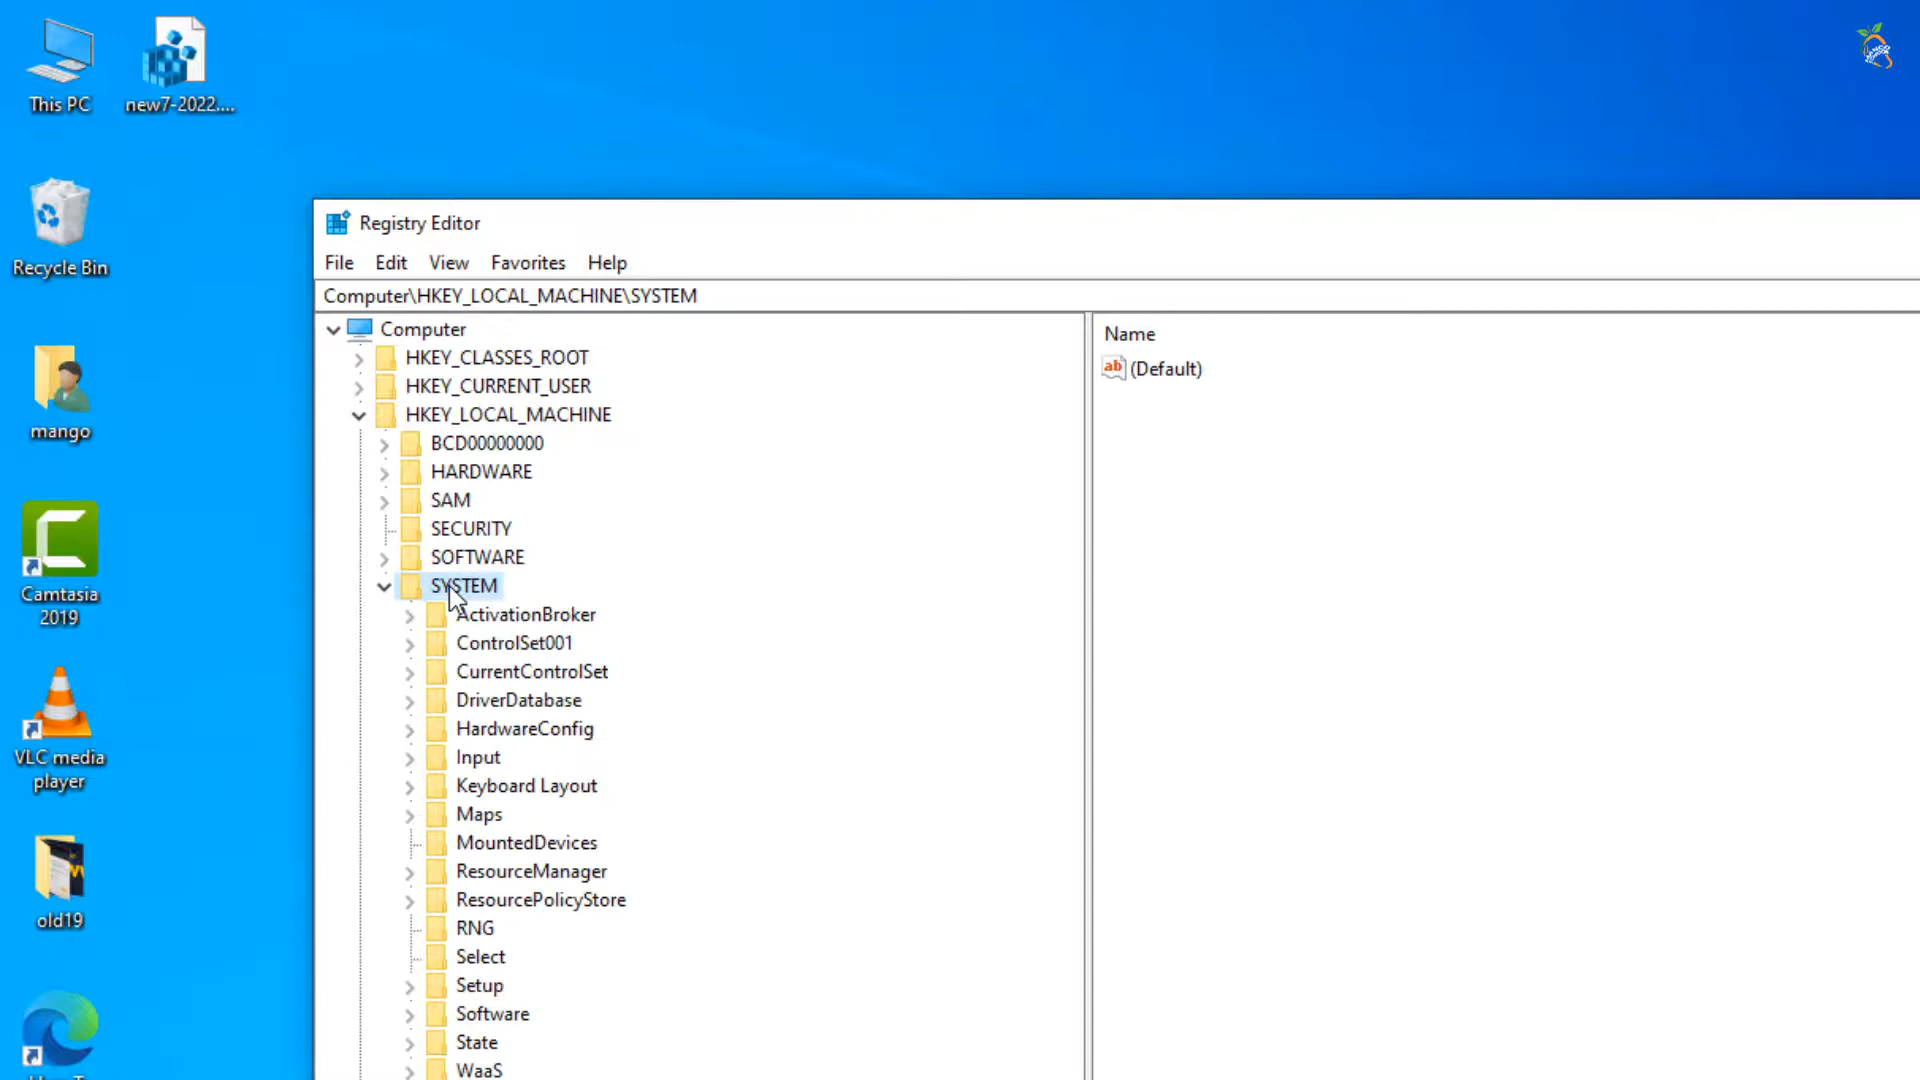 This PC
new7-2022....
Recycle Bin
mango
Camtasia
2019
VLC media
player
old19
Registry Editor
File Edit View Favorites Help
Computer\HKEY_LOCAL_MACHINE\SYSTEM
Computer
HKEY_CLASSES_ROOT
HKEY_CURRENT_USER
HKEY_LOCAL_MACHINE
BCD00000000
HARDWARE
SAM
SECURITY
SOFTWARE
SYSTEM
ActivationBroker
ControlSet001
CurrentControlSet
DriverDatabase
HardwareConfig
Input
Keyboard Layout
Maps
MountedDevices
ResourceManager
ResourcePolicyStore
RNG
Select
Setup
Software
State
WaaS
Name
ab (Default)